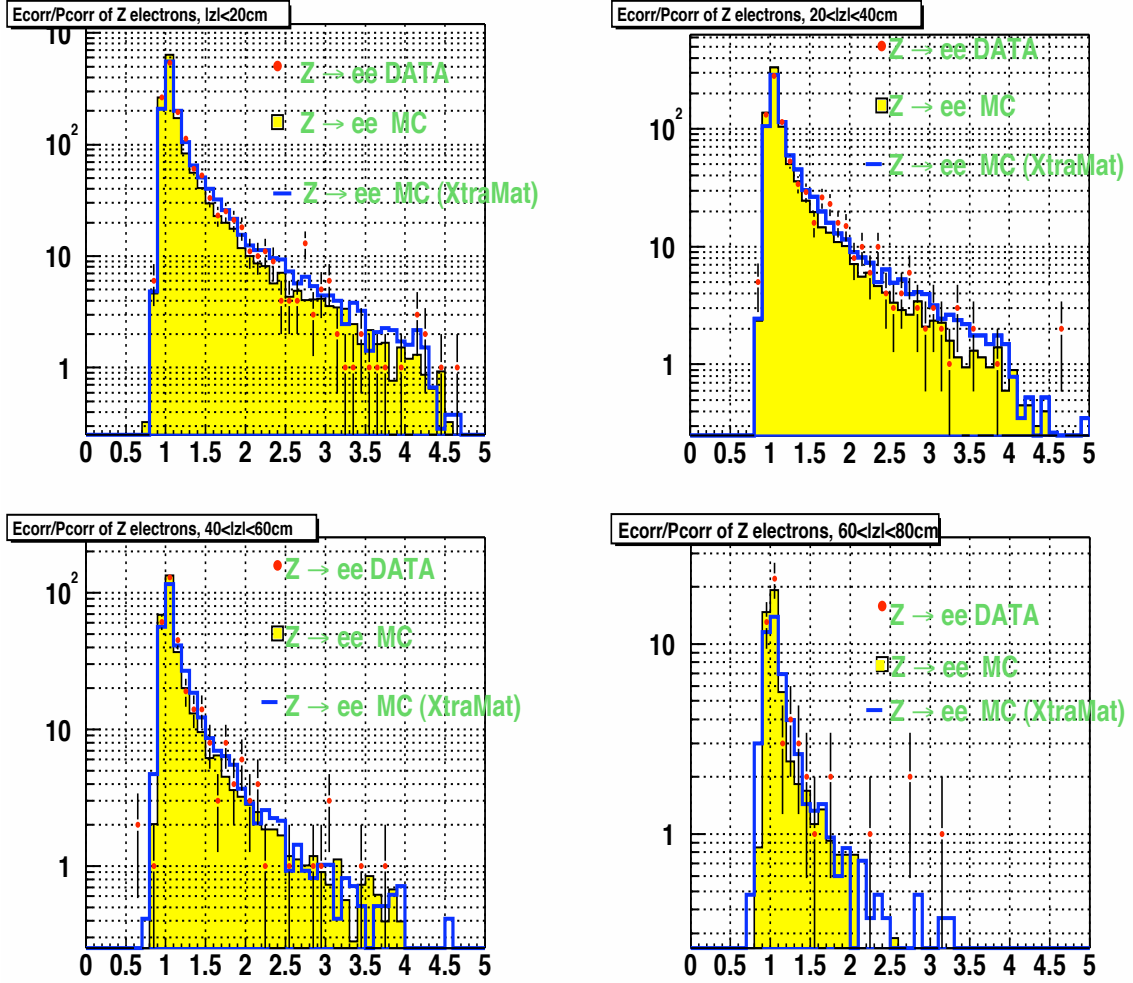 Ecorr/Pcorr of Z electrons, |z|<20cm
10
Z → ee DATA
Z → ee MC
10²
Z → ee MC (XtraMat)
10
1
0 0.5 1 1.5 2 2.5 3 3.5 4 4.5 5
Ecorr/Pcorr of Z electrons, 20<|z|<40cm
Z → ee DATA
Z → ee MC
10²
Z → ee MC (XtraMat)
10
1
0 0.5 1 1.5 2 2.5 3 3.5 4 4.5 5
Ecorr/Pcorr of Z electrons, 40<|z|<60cm
Z → ee DATA
10²
Z → ee MC
Z → ee MC (XtraMat)
10
1
0 0.5 1 1.5 2 2.5 3 3.5 4 4.5 5
Ecorr/Pcorr of Z electrons, 60<|z|<80cm
Z → ee DATA
10
Z → ee MC
Z → ee MC (XtraMat)
1
0 0.5 1 1.5 2 2.5 3 3.5 4 4.5 5